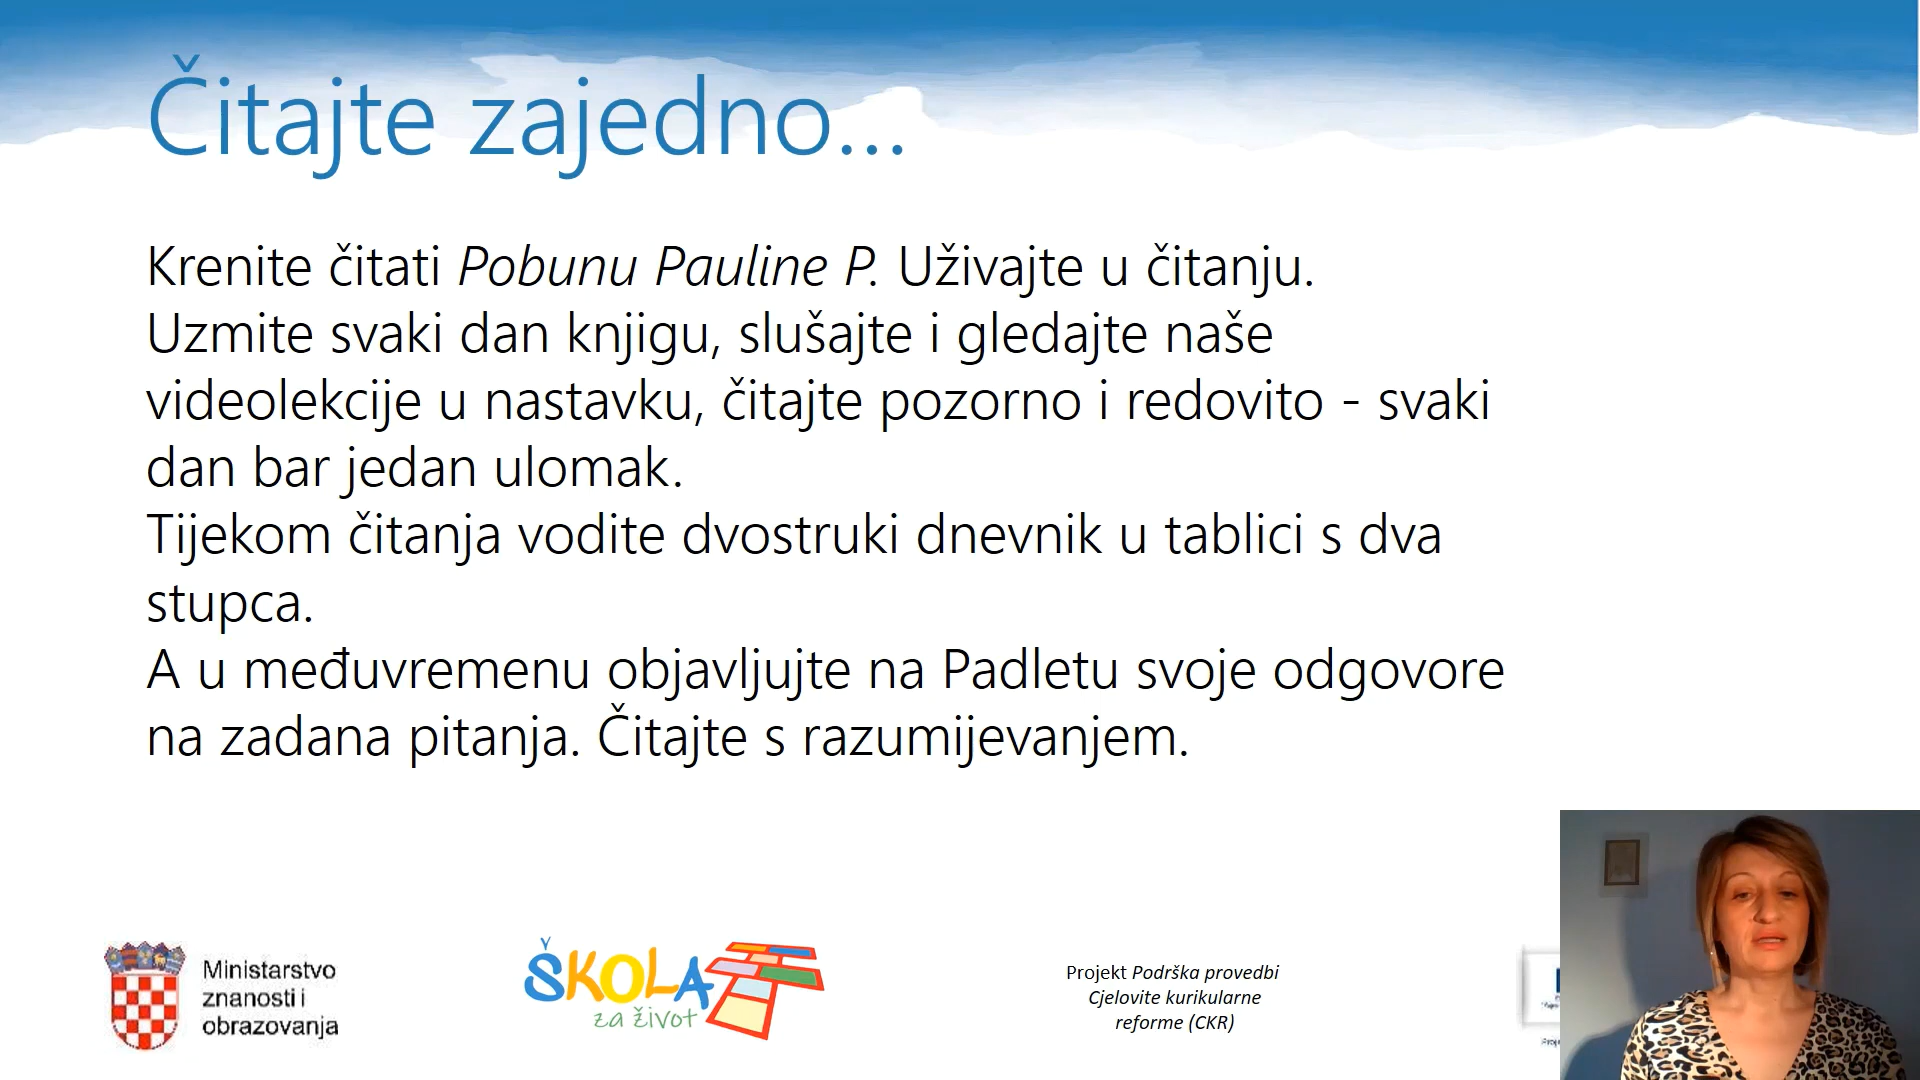 Čitajte zajedno...
Krenite čitati Pobunu Pauline P. Uživajte u čitanju.
Uzmite svaki dan knjigu, slušajte i gledajte naše
videolekcije u nastavku, čitajte pozorno i redovito - svaki
dan bar jedan ulomak.
Tijekom čitanja vodite dvostruki dnevnik u tablici s dva
stupca.
A u međuvremenu objavljujte na Padletu svoje odgovore
na zadana pitanja. Čitajte s razumijevanjem.
Ministarstvo
znanosti i
obrazovanja
ŠKOLA
za život
Projekt Podrška provedbi
Cjelovite kurikularne
reforme (CKR)